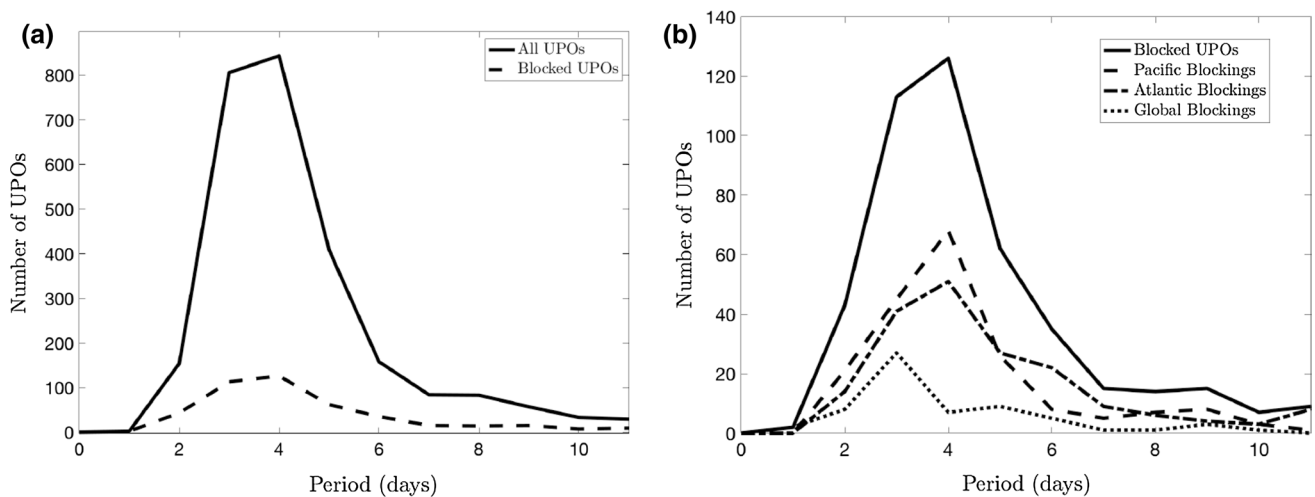 (a)
All UPOs
Blocked UPOs
Number of UPOs
800
700
600
500
400
300
200
100
0
0 2 4 6 8 10
Period (days)
(b)
Blocked UPOs
Pacific Blockings
Atlantic Blockings
Global Blockings
Number of UPOs
140
120
100
80
60
40
20
0
0 2 4 6 8 10
Period (days)